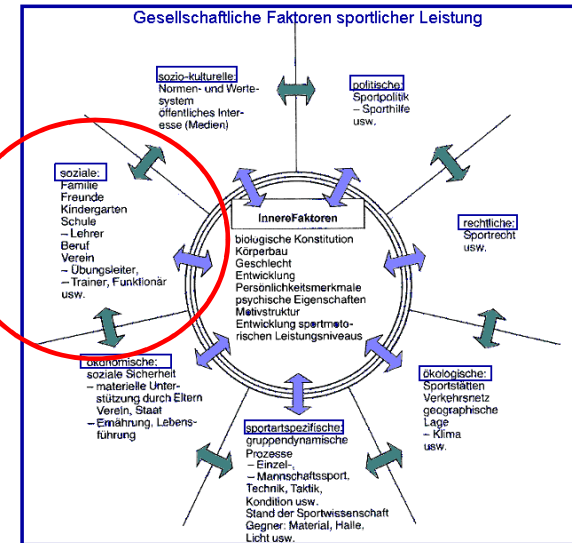 Gesellschaftliche Faktoren sportlicher Leistung
sozio-kulturelle:
Normen- und Werte-
system
öffentliches Inter-
esse (Medien)
politische:
Sportpolitik
– Sporthilfe
usw.
soziale:
Familie
Freunde
Kindergarten
Schule
– Lehrer
Beruf
Verein
– Übungsleiter,
– Trainer, Funktionär
usw.
InnereFaktoren
biologische Konstitution
Körperbau
Geschlecht
Entwicklung
Persönlichkeitsmerkmale
psychische Eigenschaften
Motivstruktur
Entwicklung sportmoto-
rischen Leistungsniveaus
rechtliche:
Sportrecht
usw.
ökonomische:
soziale Sicherheit
– materielle Unter-
stützung durch Eltern
Verein, Staat
– Ernährung, Lebens-
führung
sportartspezifische:
gruppendynamische
Prozesse
– Einzel-,
– Mannschaftssport,
Technik, Taktik,
Kondition usw.
Stand der Sportwissenschaft
Gegner: Material, Halle,
Licht usw.
ökologische:
Sportstätten
Verkehrsnetz
geographische
Lage
– Klima
usw.